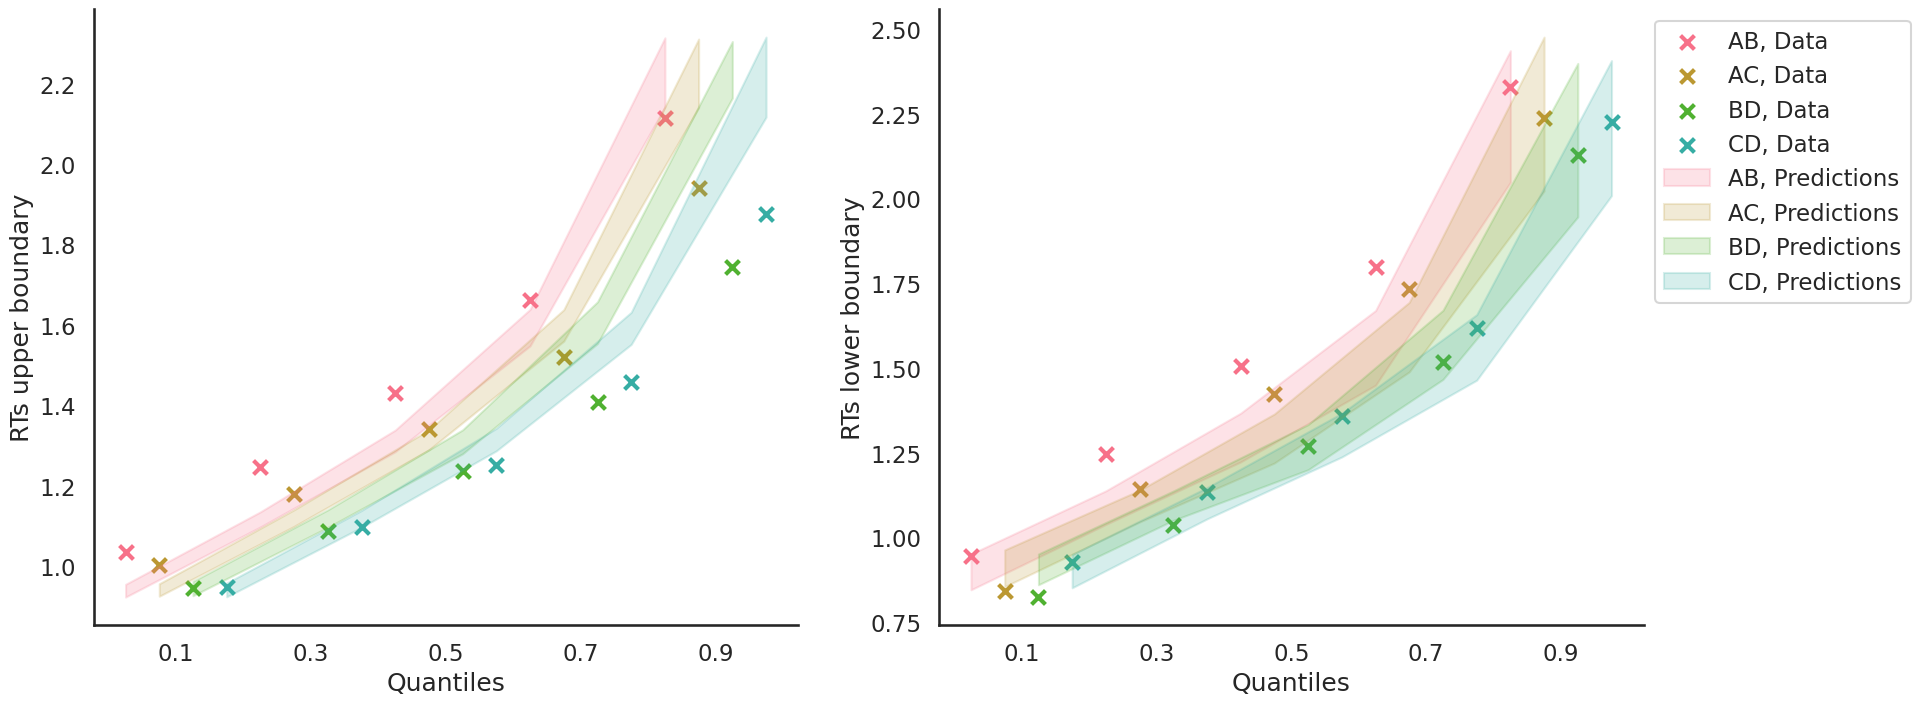 RTs upper boundary
2.2
2.0
1.8
1.6
1.4
1.2
1.0
0.1 0.3 0.5 0.7 0.9
Quantiles
RTs lower boundary
2.50
2.25
2.00
1.75
1.50
1.25
1.00
0.75
0.1 0.3 0.5 0.7 0.9
Quantiles
AB, Data
AC, Data
BD, Data
CD, Data
AB, Predictions
AC, Predictions
BD, Predictions
CD, Predictions